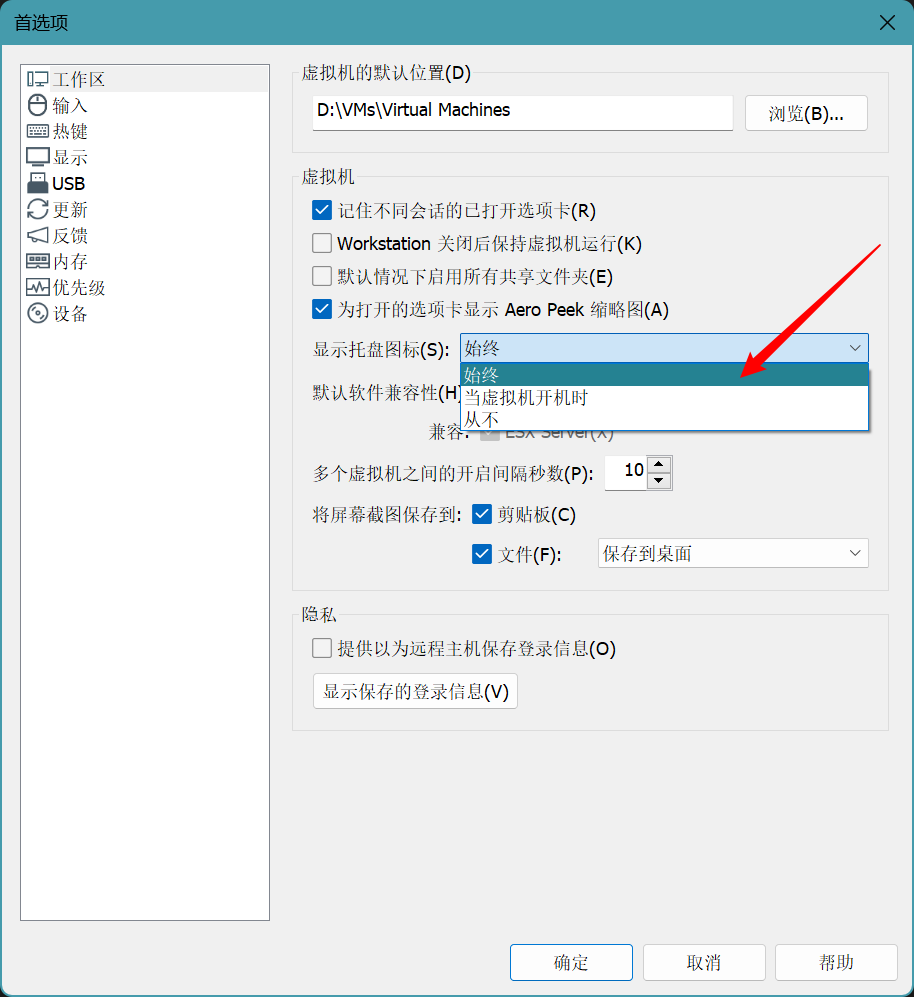 首选项
工作区
输入
热键
显示
USB
更新
反馈
内存
优先级
设备
虚拟机的默认位置(D)
D:\VMs\Virtual Machines
浏览(B)...
虚拟机
记住不同会话的已打开选项卡(R)
Workstation 关闭后保持虚拟机运行(K)
默认情况下启用所有共享文件夹(E)
为打开的选项卡显示 Aero Peek 缩略图(A)
显示托盘图标(S): 始终
始终
当虚拟机开机时
从不
默认软件兼容性(H)
兼容: ESX Server(X)
多个虚拟机之间的开启间隔秒数(P): 10
将屏幕截图保存到: 剪贴板(C)
文件(F): 保存到桌面
隐私
提供以为远程主机保存登录信息(O)
显示保存的登录信息(V)
确定 取消 帮助